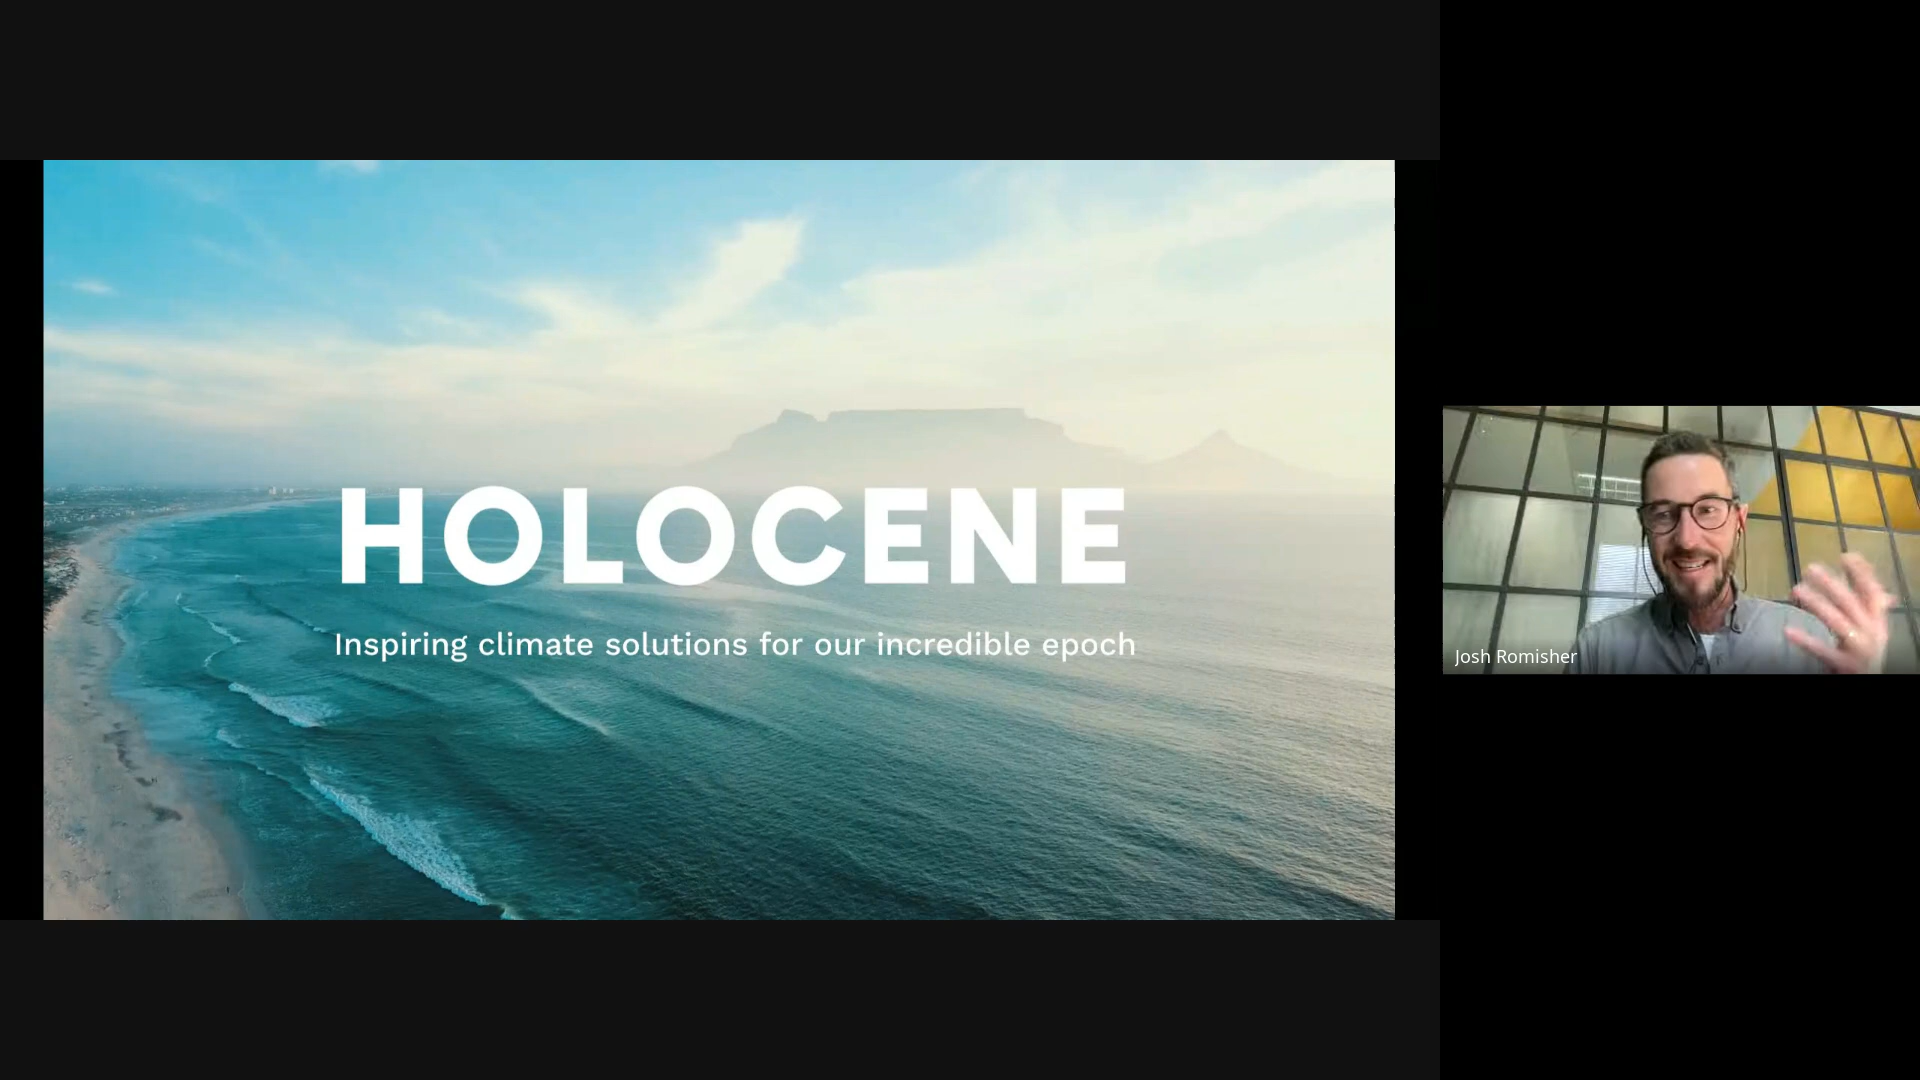 HOLOCENE
Inspiring climate solutions for our incredible epoch
Josh Romisher